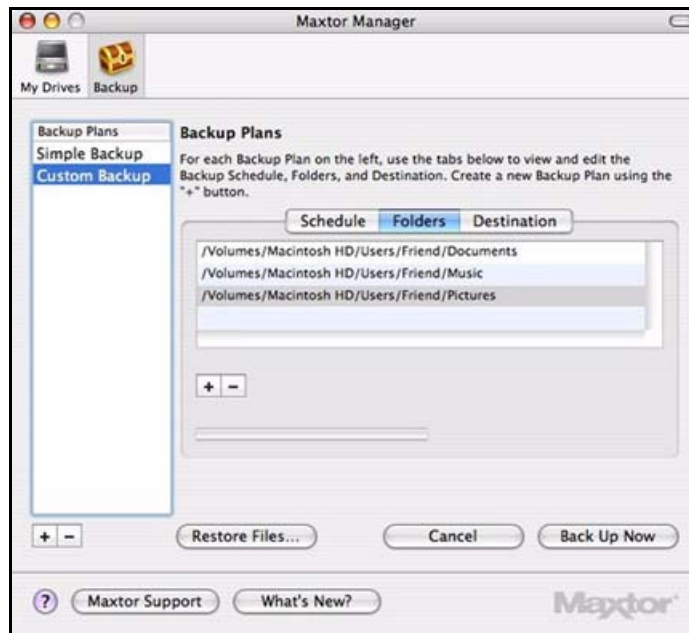 Maxtor Manager
My Drives
Backup
Backup Plans
Simple Backup
Custom Backup
Backup Plans
For each Backup Plan on the left, use the tabs below to view and edit the
Backup Schedule, Folders, and Destination. Create a new Backup Plan using the
"+" button.
Schedule Folders Destination
/Volumes/Macintosh HD/Users/Friend/Documents
/Volumes/Macintosh HD/Users/Friend/Music
/Volumes/Macintosh HD/Users/Friend/Pictures
+ −
+ −
Restore Files... Cancel Back Up Now
? Maxtor Support What's New? Maxtor